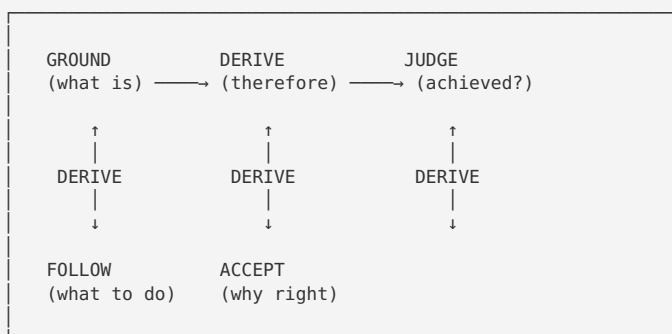 GROUND DERIVE JUDGE
(what is) ────→ (therefore) ────→ (achieved?)
↑ ↑ ↑
│ │ │
DERIVE DERIVE DERIVE
│ │ │
↓ ↓ ↓
FOLLOW ACCEPT
(what to do) (why right)